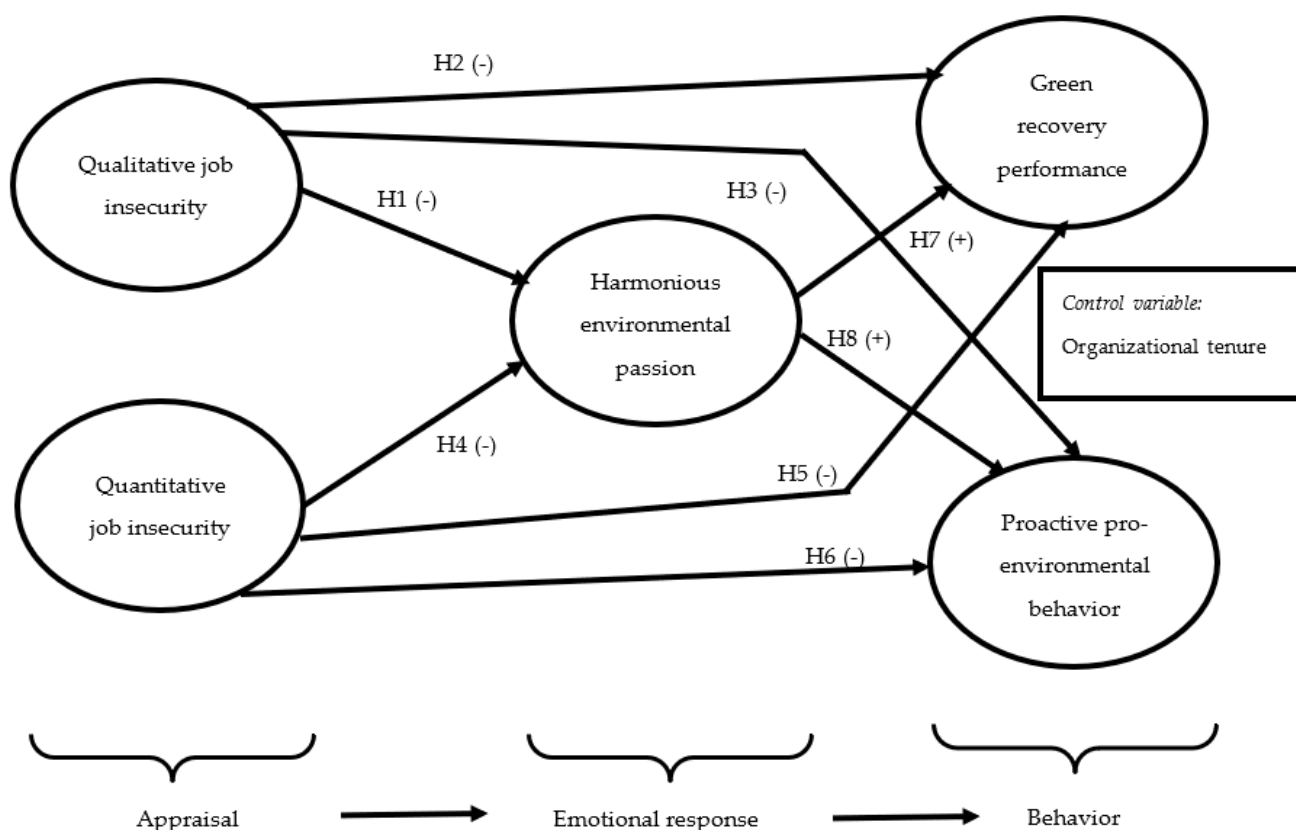 H2 (-)
Green
recovery
performance
Qualitative job
insecurity
H1 (-)
H3 (-)
H7 (+)
Harmonious
environmental
passion
Control variable:
Organizational tenure
H8 (+)
H4 (-)
Quantitative
job insecurity
H5 (-)
H6 (-)
Proactive pro-
environmental
behavior
Appraisal
Emotional response
Behavior